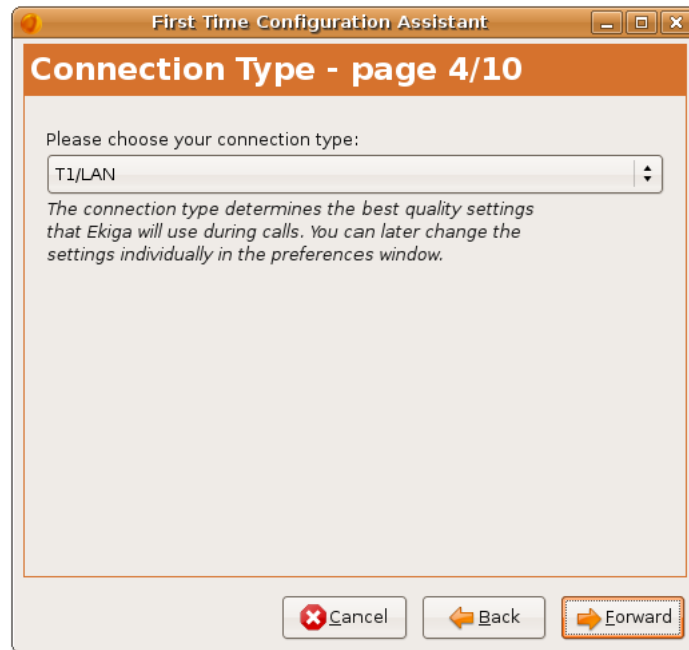 First Time Configuration Assistant
Connection Type - page 4/10
Please choose your connection type:
T1/LAN
The connection type determines the best quality settings
that Ekiga will use during calls. You can later change the
settings individually in the preferences window.
Cancel Back Forward